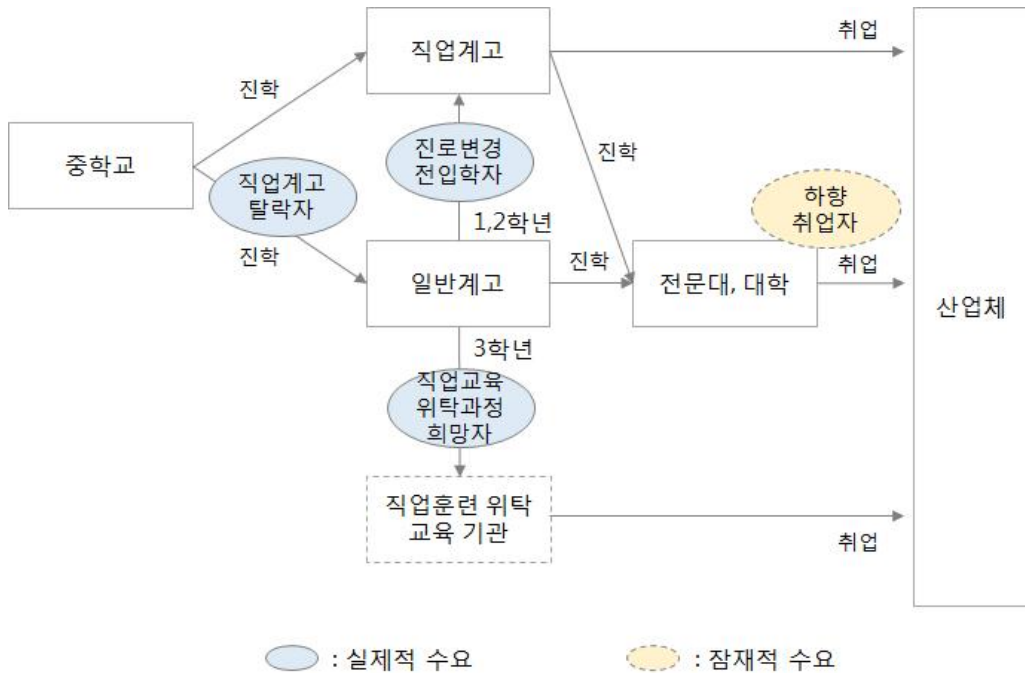 직업계고
취업
진학
중학교
진로변경
전입학자
진학
직업계고
탈락자
하향
취업자
1,2학년
진학
진학
취업
일반계고
전문대, 대학
산업체
3학년
직업교육
위탁과정
희망자
직업훈련 위탁
교육 기관
취업
: 실제적 수요
: 잠재적 수요